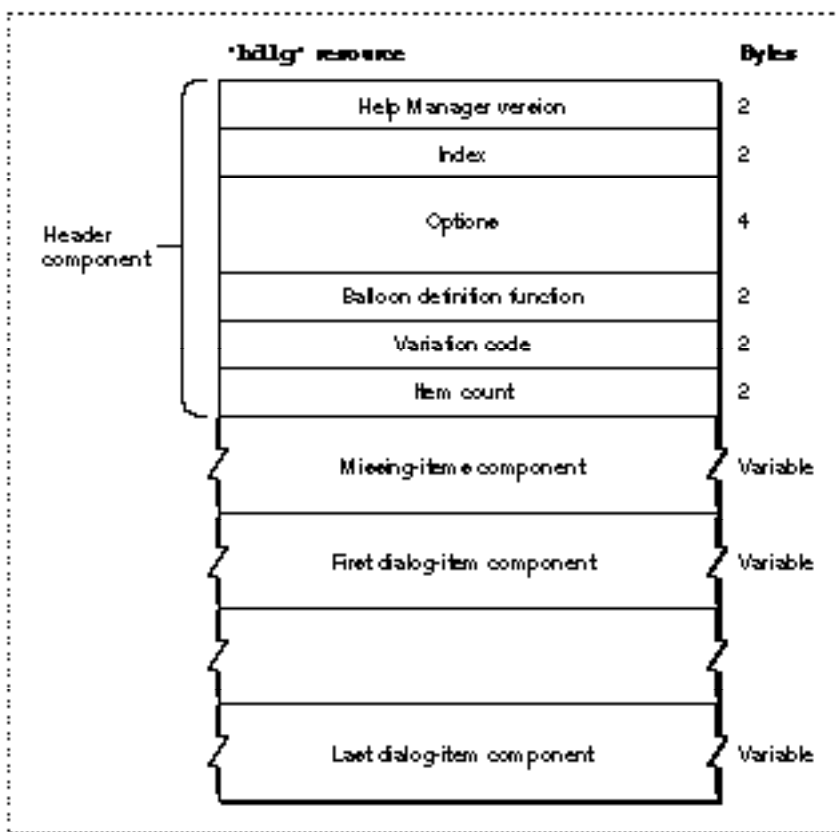 'hdlg' resource Bytes
Help Manager version 2
Index 2
Options 4
Header
component
Balloon definition function 2
Variation code 2
Item count 2
Missing-items component Variable
First dialog-item component Variable
Last dialog-item component Variable